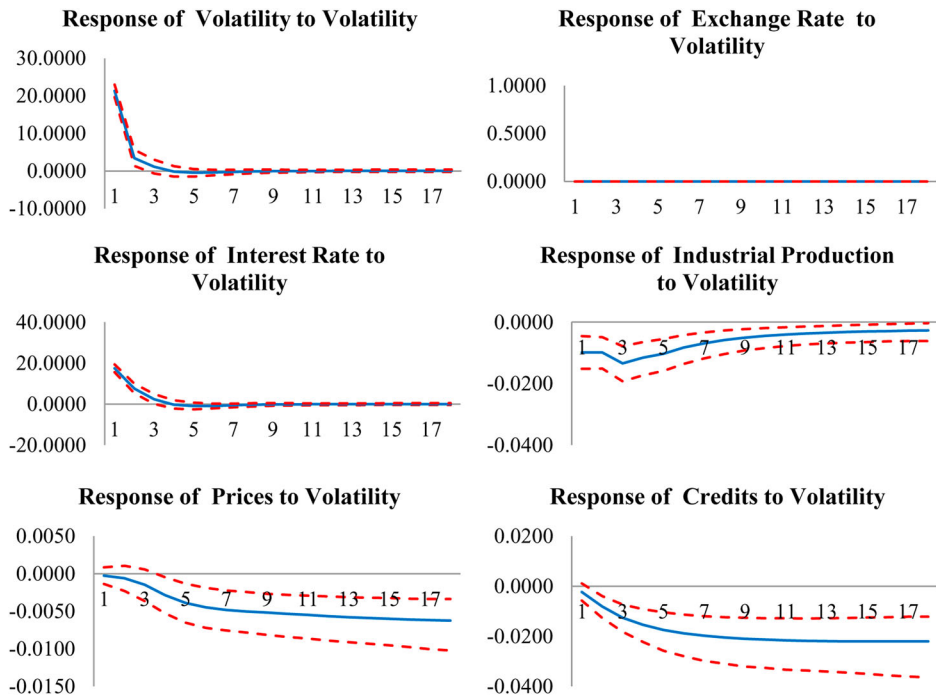 Response of Volatility to Volatility
30.0000
20.0000
10.0000
0.0000
-10.0000
1 3 5 7 9 11 13 15 17
Response of Exchange Rate to
Volatility
1.0000
0.5000
0.0000
1 3 5 7 9 11 13 15 17
Response of Interest Rate to
Volatility
40.0000
20.0000
0.0000
-20.0000
1 3 5 7 9 11 13 15 17
Response of Industrial Production
to Volatility
0.0000
-0.0200
-0.0400
1 3 5 7 9 11 13 15 17
Response of Prices to Volatility
0.0050
0.0000
-0.0050
-0.0100
-0.0150
1 3 5 7 9 11 13 15 17
Response of Credits to Volatility
0.0200
0.0000
-0.0200
-0.0400
1 3 5 7 9 11 13 15 17